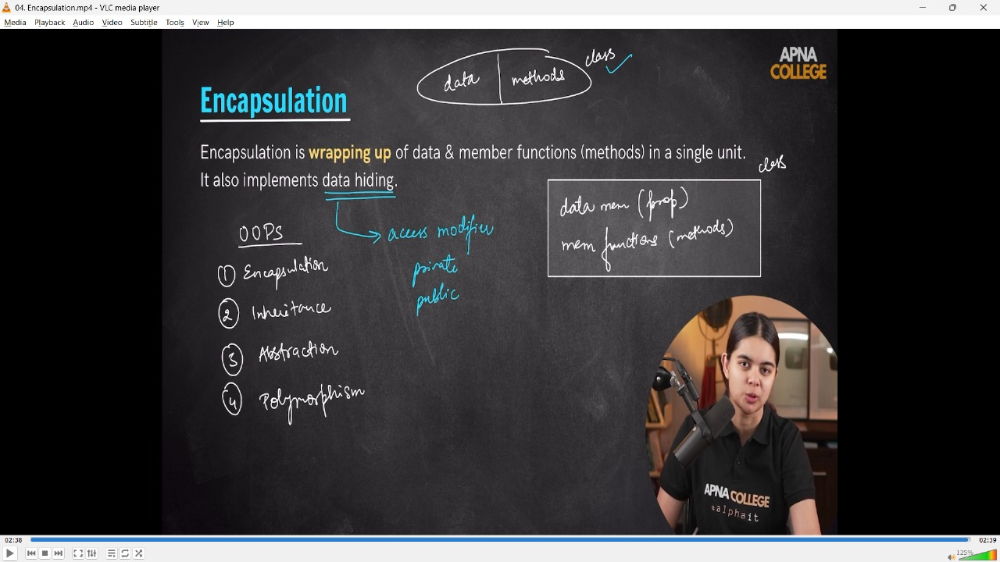 04. Encapsulation.mp4 - VLC media player
Media Playback Audio Video Subtitle Tools View Help
data methods class
APNA
COLLEGE
Encapsulation
Encapsulation is wrapping up of data & member functions (methods) in a single unit.
It also implements data hiding.
class
data mem (prop)
mem functions (methods)
OOPs
access modifier
private
public
1 Encapsulation
2 Inheritance
3 Abstraction
4 Polymorphism
APNA COLLEGE
#alphait
02:38 02:39
125%